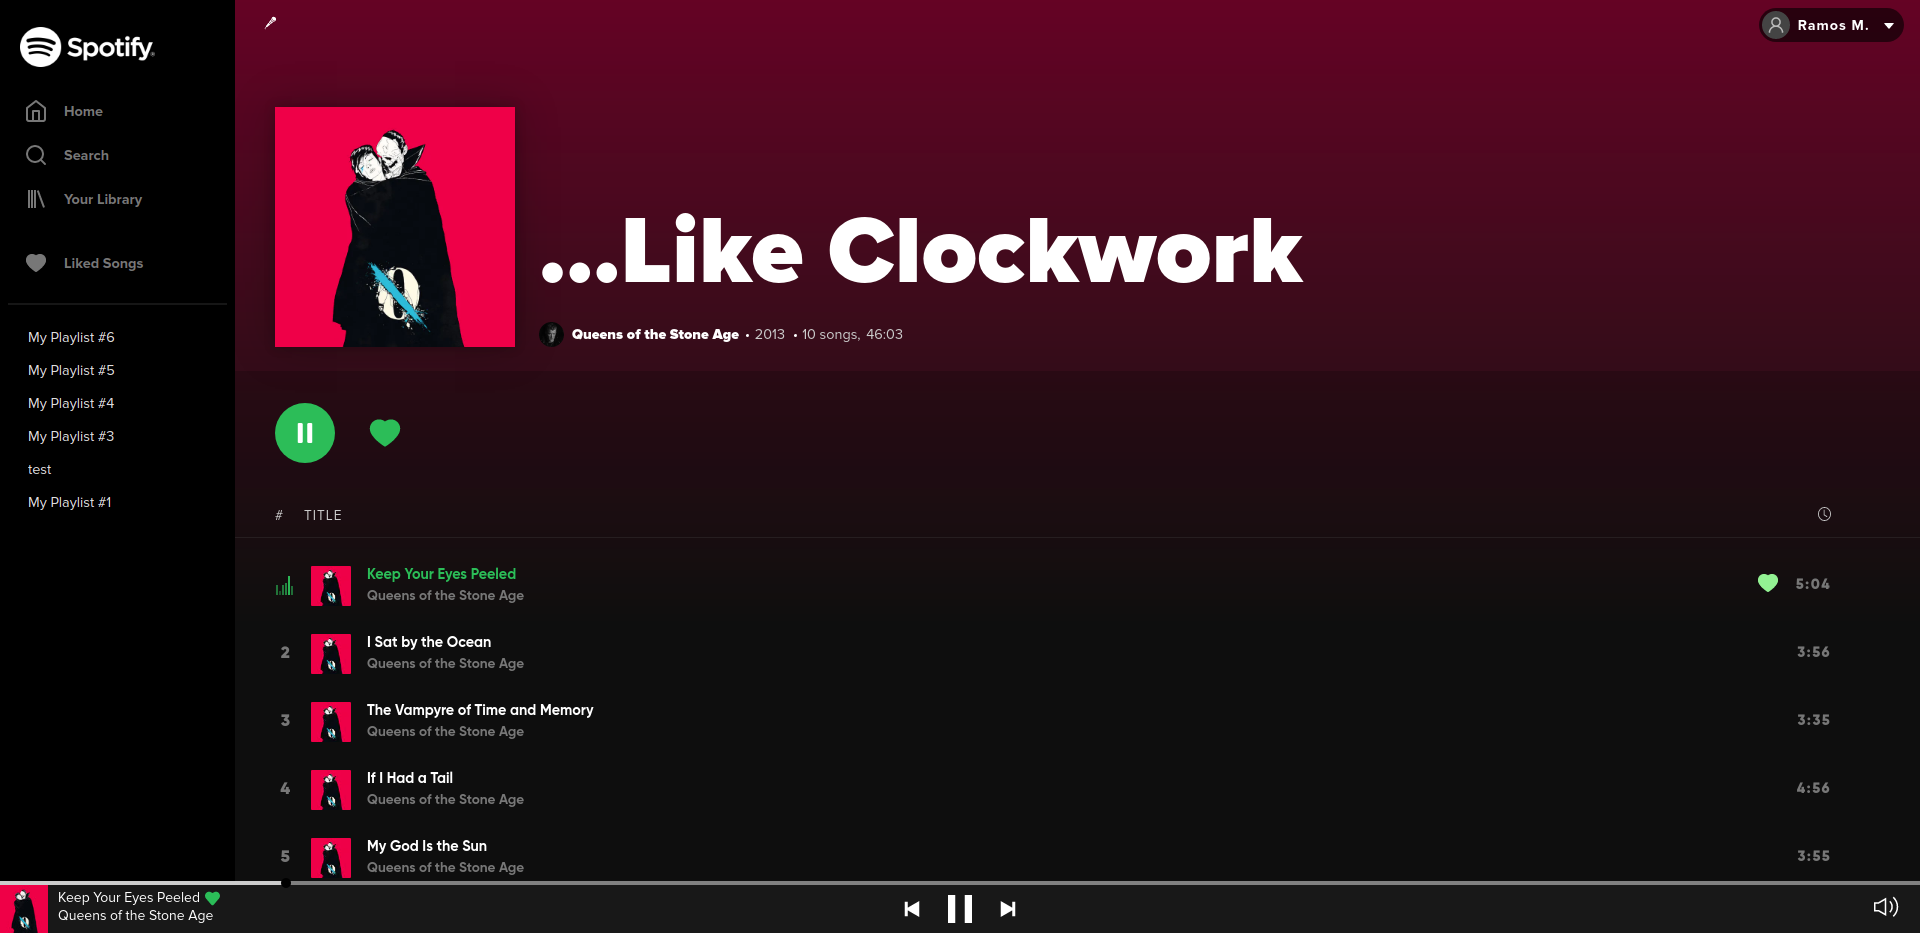 Spotify
Home
Search
Your Library
Liked Songs
My Playlist #6
My Playlist #5
My Playlist #4
My Playlist #3
test
My Playlist #1
Ramos M.
...Like Clockwork
Queens of the Stone Age • 2013 • 10 songs, 46:03
# TITLE
Keep Your Eyes Peeled
Queens of the Stone Age
5:04
2
I Sat by the Ocean
Queens of the Stone Age
3:56
3
The Vampyre of Time and Memory
Queens of the Stone Age
3:35
4
If I Had a Tail
Queens of the Stone Age
4:56
5
My God Is the Sun
Queens of the Stone Age
3:55
Keep Your Eyes Peeled
Queens of the Stone Age